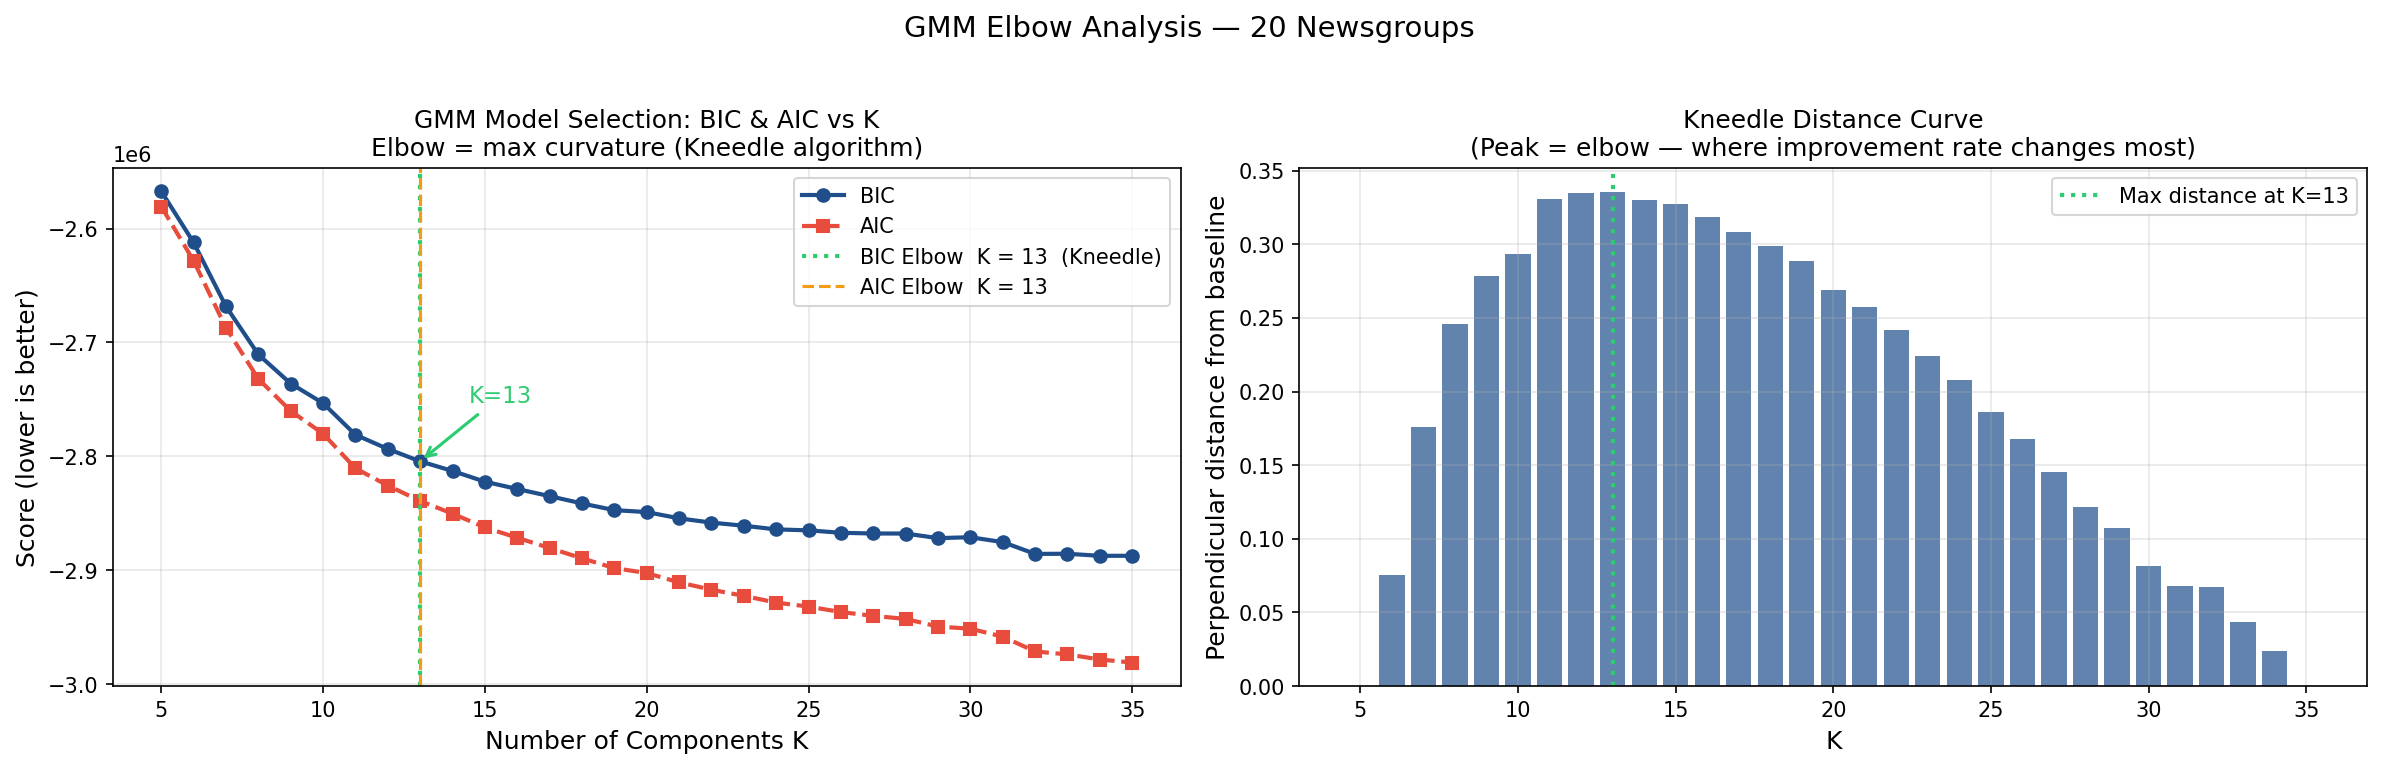 GMM Elbow Analysis — 20 Newsgroups
GMM Model Selection: BIC & AIC vs K
Elbow = max curvature (Kneedle algorithm)
1e6
Score (lower is better)
−2.6
−2.7
−2.8
−2.9
−3.0
BIC
AIC
BIC Elbow  K = 13  (Kneedle)
AIC Elbow  K = 13
K=13
5 10 15 20 25 30 35
Number of Components K
Kneedle Distance Curve
(Peak = elbow — where improvement rate changes most)
Perpendicular distance from baseline
0.35
0.30
0.25
0.20
0.15
0.10
0.05
0.00
Max distance at K=13
5 10 15 20 25 30 35
K